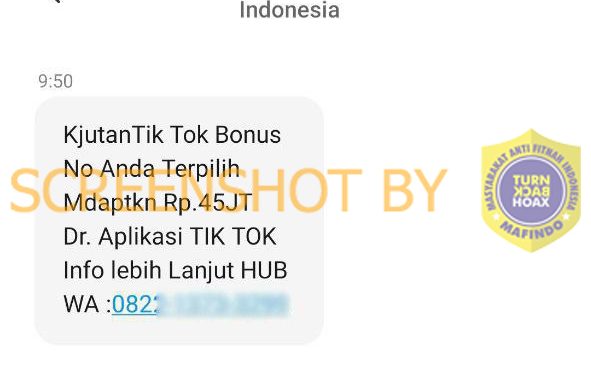 Indonesia
9:50
KjutanTik Tok Bonus
No Anda Terpilih
Mdaptkn Rp.45JT
Dr. Aplikasi TIK TOK
Info lebih Lanjut HUB
WA :0822
SCREENSHOT BY
MASYARAKAT ANTI FITNAH INDONESIA
TURN
BACK
HOAX
MAFINDO